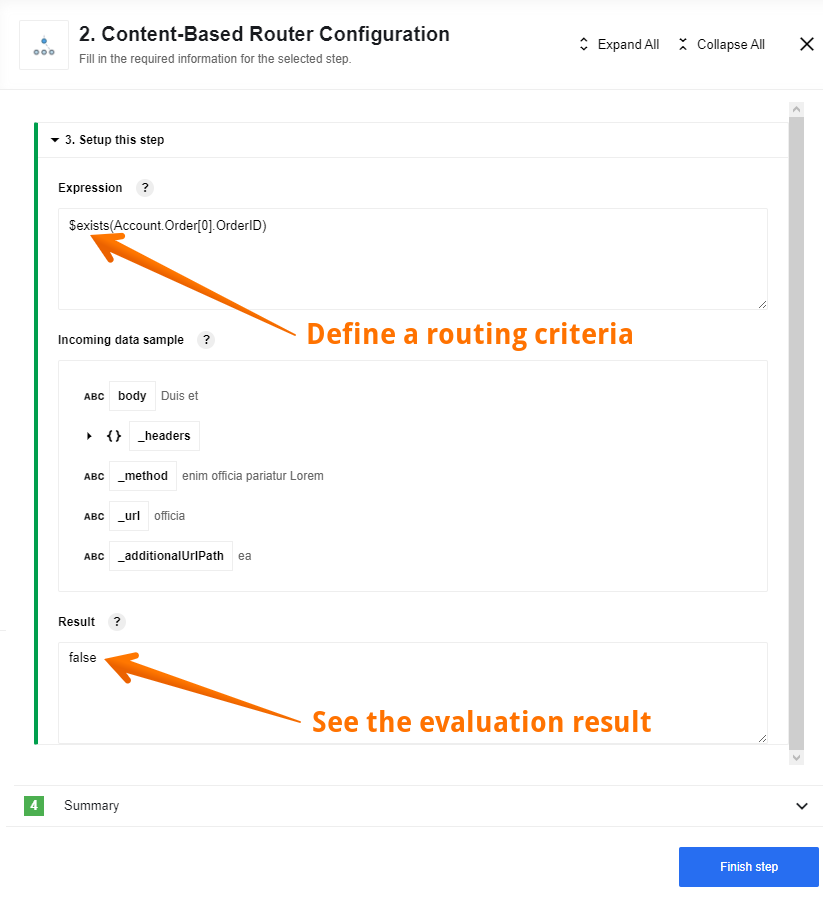 2. Content-Based Router Configuration
Fill in the required information for the selected step.
Expand All
Collapse All
3. Setup this step
Expression ?
$exists(Account.Order[0].OrderID)
Define a routing criteria
Incoming data sample ?
ABC body Duis et
{} _headers
ABC _method enim officia pariatur Lorem
ABC _url officia
ABC _additionalUrlPath ea
Result ?
false
See the evaluation result
4 Summary
Finish step